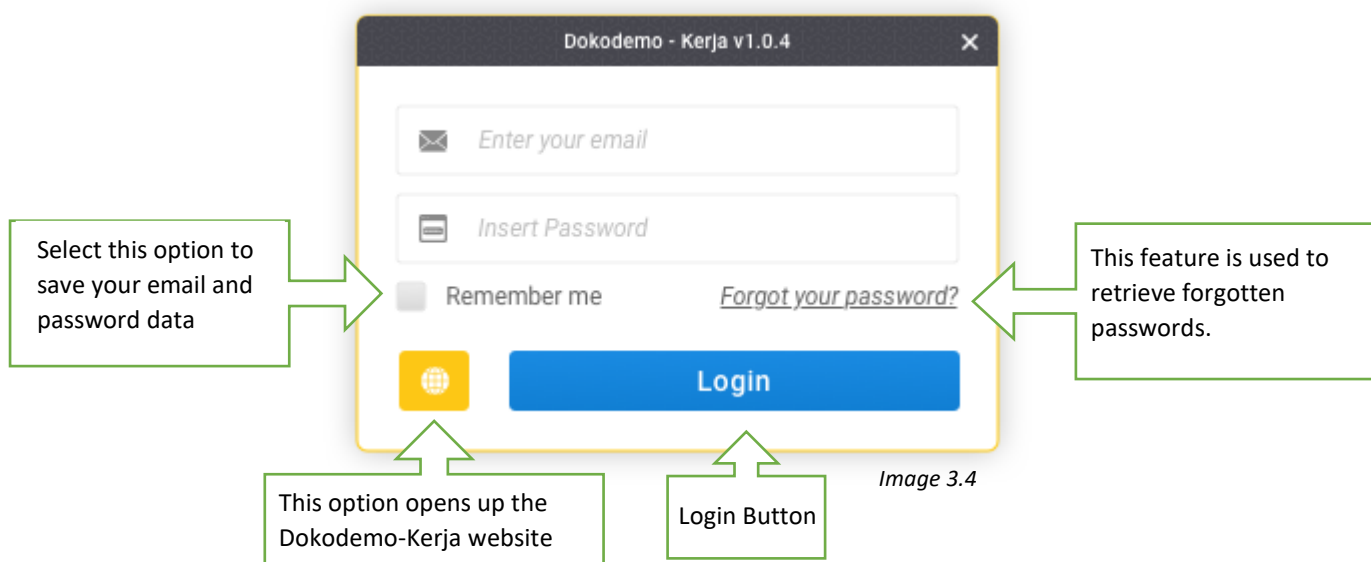 Dokodemo - Kerja v1.0.4
Enter your email
Insert Password
Select this option to
save your email and
password data
Remember me
Forgot your password?
This feature is used to
retrieve forgotten
passwords.
Login
Image 3.4
This option opens up the
Dokodemo-Kerja website
Login Button